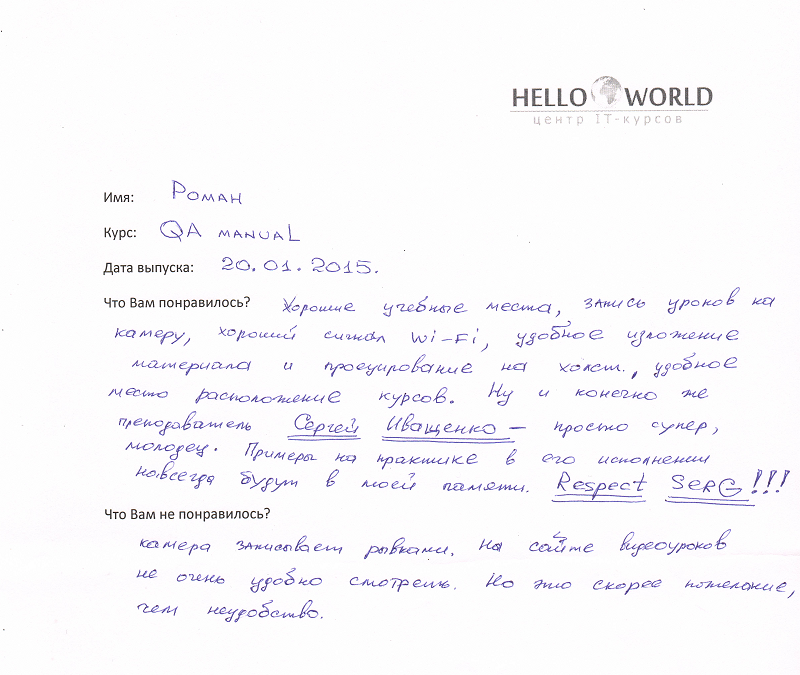 HELLO WORLD
центр IT-курсов
Имя: Роман
Курс: QA manual
Дата выпуска: 20.01.2015.
Что Вам понравилось? Хорошие учебные места, запись уроков на
камеру, хороший сигнал Wi-Fi, удобное изложение
материала и проецирование на холст., удобное
место расположение курсов. Ну и конечно же
преподаватель Сергей Иващенко – просто супер,
молодец. Примеры на практике в его исполнении
навсегда будут в моей памяти. Respect SERG!!!
Что Вам не понравилось?
камера записывает рывками. На сайте видеоуроков
не очень удобно смотреть. Но это скорее пожелание,
чем неудобство.